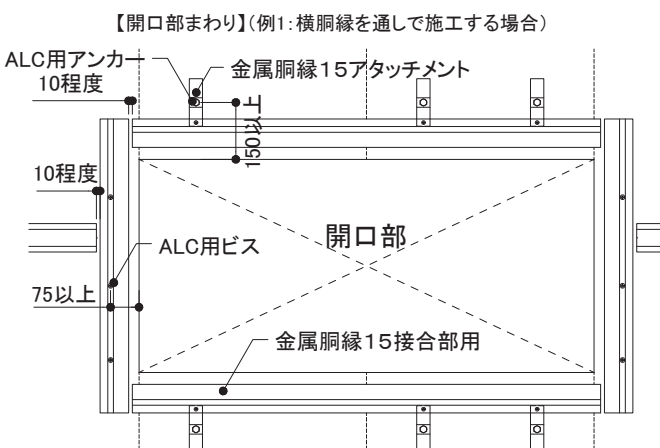 【開口部まわり】(例1:横胴縁を通しで施工する場合)
ALC用アンカー
金属胴縁15アタッチメント
10程度
150以上
10程度
開口部
ALC用ビス
75以上
金属胴縁15接合部用